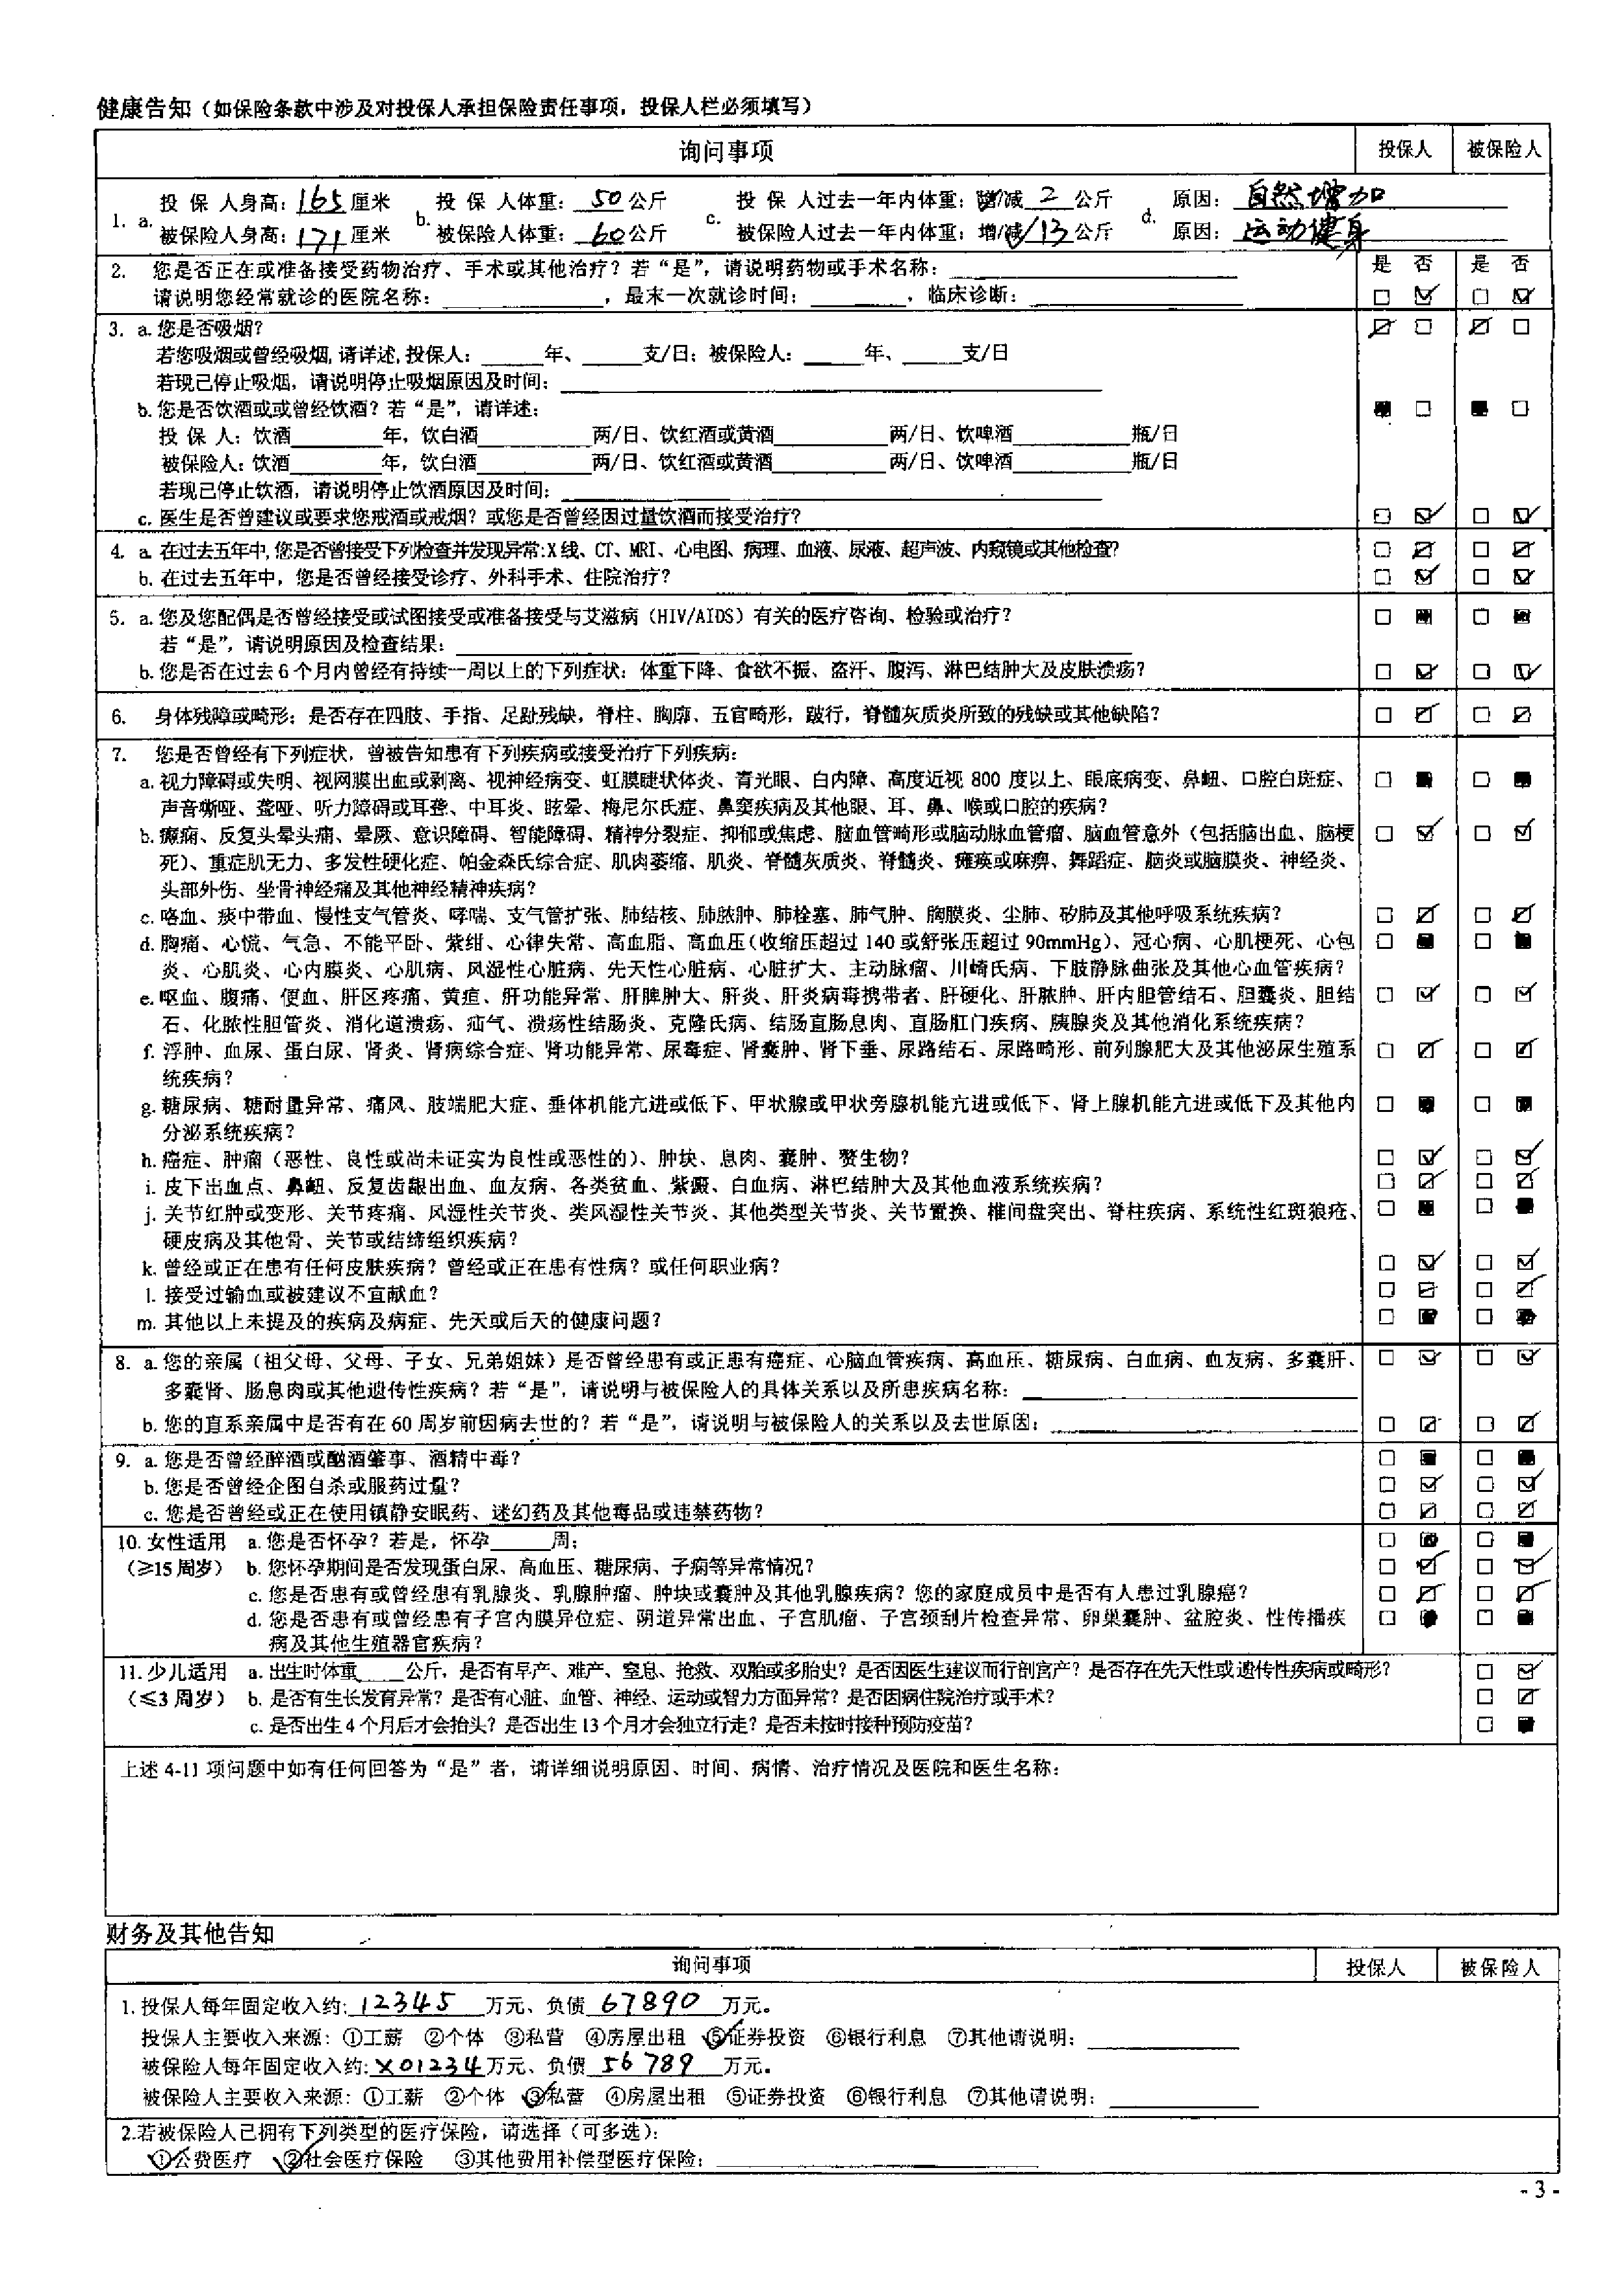 健康告知（如保险条款中涉及对投保人承担保险责任事项，投保人栏必须填写）
询问事项 投保人 被保险人
1. a. 投保人身高：165厘米 b. 投保人体重：50公斤 c. 投保人过去一年内体重：增/减 2 公斤 d. 原因：自然增加
被保险人身高：171厘米 被保险人体重：60公斤 被保险人过去一年内体重：增/减 13 公斤 原因：运动健身
2. 您是否正在或准备接受药物治疗、手术或其他治疗？若“是”，请说明药物或手术名称：＿＿＿ 是 否 是 否
请说明您经常就诊的医院名称：＿＿＿，最末一次就诊时间：＿＿＿，临床诊断：＿＿＿ □ ☑ □ ☑
3. a. 您是否吸烟？ ☑ □ ☑ □
若您吸烟或曾经吸烟,请详述,投保人：＿＿＿年、＿＿＿支/日；被保险人：＿＿＿年、＿＿＿支/日
若现已停止吸烟，请说明停止吸烟原因及时间：＿＿＿
b. 您是否饮酒或或曾经饮酒？若“是”，请详述： ■ □ ■ □
投保人：饮酒＿＿＿年，饮白酒＿＿＿两/日、饮红酒或黄酒＿＿＿两/日、饮啤酒＿＿＿瓶/日
被保险人：饮酒＿＿＿年，饮白酒＿＿＿两/日、饮红酒或黄酒＿＿＿两/日、饮啤酒＿＿＿瓶/日
若现已停止饮酒，请说明停止饮酒原因及时间：＿＿＿
c. 医生是否曾建议或要求您戒酒或戒烟？或您是否曾经因过量饮酒而接受治疗？ □ ☑ □ ☑
4. a. 在过去五年中,您是否曾接受下列检查并发现异常:X线、CT、MRI、心电图、病理、血液、尿液、超声波、内窥镜或其他检查? □ ☑ □ ☑
b. 在过去五年中，您是否曾经接受诊疗、外科手术、住院治疗？ □ ☑ □ ☑
5. a. 您及您配偶是否曾经接受或试图接受或准备接受与艾滋病（HIV/AIDS）有关的医疗咨询、检验或治疗？ □ ■ □ ■
若“是”，请说明原因及检查结果：＿＿＿
b. 您是否在过去6个月内曾经有持续一周以上的下列症状：体重下降、食欲不振、盗汗、腹泻、淋巴结肿大及皮肤溃疡？ □ ☑ □ ☑
6. 身体残障或畸形：是否存在四肢、手指、足趾残缺，脊柱、胸廓、五官畸形，跛行，脊髓灰质炎所致的残缺或其他缺陷？ □ ☑ □ ☑
7. 您是否曾经有下列症状，曾被告知患有下列疾病或接受治疗下列疾病：
a. 视力障碍或失明、视网膜出血或剥离、视神经病变、虹膜睫状体炎、青光眼、白内障、高度近视800度以上、眼底病变、鼻衄、口腔白斑症、 □ ■ □ ■
声音嘶哑、聋哑、听力障碍或耳聋、中耳炎、眩晕、梅尼尔氏症、鼻窦疾病及其他眼、耳、鼻、喉或口腔的疾病？
b. 癫痫、反复头晕头痛、晕厥、意识障碍、智能障碍、精神分裂症、抑郁或焦虑、脑血管畸形或脑动脉血管瘤、脑血管意外（包括脑出血、脑梗 □ ☑ □ ☑
死）、重症肌无力、多发性硬化症、帕金森氏综合症、肌肉萎缩、肌炎、脊髓灰质炎、脊髓炎、瘫痪或麻痹、舞蹈症、脑炎或脑膜炎、神经炎、
头部外伤、坐骨神经痛及其他神经精神疾病？
c. 咯血、痰中带血、慢性支气管炎、哮喘、支气管扩张、肺结核、肺脓肿、肺栓塞、肺气肿、胸膜炎、尘肺、矽肺及其他呼吸系统疾病？ □ ☑ □ ☑
d. 胸痛、心慌、气急、不能平卧、紫绀、心律失常、高血脂、高血压（收缩压超过140或舒张压超过90mmHg）、冠心病、心肌梗死、心包 □ ■ □ ■
炎、心肌炎、心内膜炎、心肌病、风湿性心脏病、先天性心脏病、心脏扩大、主动脉瘤、川崎氏病、下肢静脉曲张及其他心血管疾病？
e. 呕血、腹痛、便血、肝区疼痛、黄疸、肝功能异常、肝脾肿大、肝炎、肝炎病毒携带者、肝硬化、肝脓肿、肝内胆管结石、胆囊炎、胆结 □ ☑ □ ☑
石、化脓性胆管炎、消化道溃疡、疝气、溃疡性结肠炎、克隆氏病、结肠直肠息肉、直肠肛门疾病、胰腺炎及其他消化系统疾病？
f. 浮肿、血尿、蛋白尿、肾炎、肾病综合症、肾功能异常、尿毒症、肾囊肿、肾下垂、尿路结石、尿路畸形、前列腺肥大及其他泌尿生殖系 □ ☑ □ ☑
统疾病？
g. 糖尿病、糖耐量异常、痛风、肢端肥大症、垂体机能亢进或低下、甲状腺或甲状旁腺机能亢进或低下、肾上腺机能亢进或低下及其他内 □ ■ □ ■
分泌系统疾病？
h. 癌症、肿瘤（恶性、良性或尚未证实为良性或恶性的）、肿块、息肉、囊肿、赘生物？ □ ☑ □ ☑
i. 皮下出血点、鼻衄、反复齿龈出血、血友病、各类贫血、紫癜、白血病、淋巴结肿大及其他血液系统疾病？ □ ☑ □ ☑
j. 关节红肿或变形、关节疼痛、风湿性关节炎、类风湿性关节炎、其他类型关节炎、关节置换、椎间盘突出、脊柱疾病、系统性红斑狼疮、 □ ■ □ ■
硬皮病及其他骨、关节或结缔组织疾病？
k. 曾经或正在患有任何皮肤疾病？曾经或正在患有性病？或任何职业病？ □ ☑ □ ☑
l. 接受过输血或被建议不宜献血？ □ ☑ □ ☑
m. 其他以上未提及的疾病及病症、先天或后天的健康问题？ □ ■ □ ■
8. a. 您的亲属（祖父母、父母、子女、兄弟姐妹）是否曾经患有或正患有癌症、心脑血管疾病、高血压、糖尿病、白血病、血友病、多囊肝、 □ ☑ □ ☑
多囊肾、肠息肉或其他遗传性疾病？若“是”，请说明与被保险人的具体关系以及所患疾病名称：＿＿＿
b. 您的直系亲属中是否有在60周岁前因病去世的？若“是”，请说明与被保险人的关系以及去世原因：＿＿＿ □ ☑ □ ☑
9. a. 您是否曾经醉酒或酗酒肇事、酒精中毒？ □ ■ □ ■
b. 您是否曾经企图自杀或服药过量？ □ ☑ □ ☑
c. 您是否曾经或正在使用镇静安眠药、迷幻药及其他毒品或违禁药物？ □ ☑ □ ☑
10. 女性适用 a. 您是否怀孕？若是，怀孕＿＿＿周； □ ■ □ ■
（≥15周岁） b. 您怀孕期间是否发现蛋白尿、高血压、糖尿病、子痫等异常情况？ □ ☑ □ ☑
c. 您是否患有或曾经患有乳腺炎、乳腺肿瘤、肿块或囊肿及其他乳腺疾病？您的家庭成员中是否有人患过乳腺癌？ □ ☑ □ ☑
d. 您是否患有或曾经患有子宫内膜异位症、阴道异常出血、子宫肌瘤、子宫颈刮片检查异常、卵巢囊肿、盆腔炎、性传播疾 □ ■ □ ■
病及其他生殖器官疾病？
11. 少儿适用 a. 出生时体重＿＿＿公斤，是否有早产、难产、窒息、抢救、双胎或多胎史？是否因医生建议而行剖宫产？是否存在先天性或遗传性疾病或畸形？ □ ☑
（≤3周岁） b. 是否有生长发育异常？是否有心脏、血管、神经、运动或智力方面异常？是否因病住院治疗或手术？ □ ☑
c. 是否出生4个月后才会抬头？是否出生13个月才会独立行走？是否未按时接种预防疫苗？ □ ■
上述4-11项问题中如有任何回答为“是”者，请详细说明原因、时间、病情、治疗情况及医院和医生名称：
财务及其他告知
询问事项 投保人 被保险人
1.投保人每年固定收入约:12345万元、负债67890万元。
投保人主要收入来源：①工薪 ②个体 ③私营 ④房屋出租 ⑤证券投资 ⑥银行利息 ⑦其他请说明：＿＿＿
被保险人每年固定收入约:X01234万元、负债56789万元。
被保险人主要收入来源：①工薪 ②个体 ③私营 ④房屋出租 ⑤证券投资 ⑥银行利息 ⑦其他请说明：＿＿＿
2.若被保险人已拥有下列类型的医疗保险，请选择（可多选）：
①公费医疗 ②社会医疗保险 ③其他费用补偿型医疗保险：＿＿＿
- 3 -